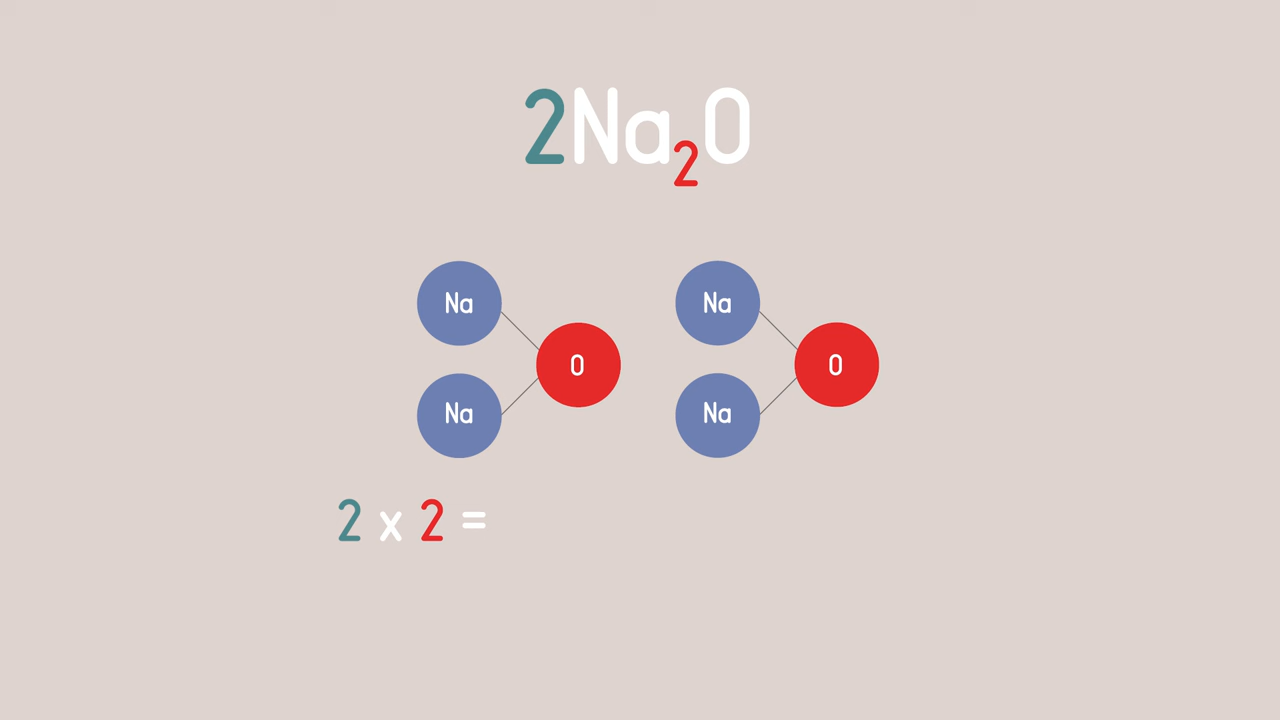 2Na₂O
Na Na
O O
Na Na
2 x 2 =